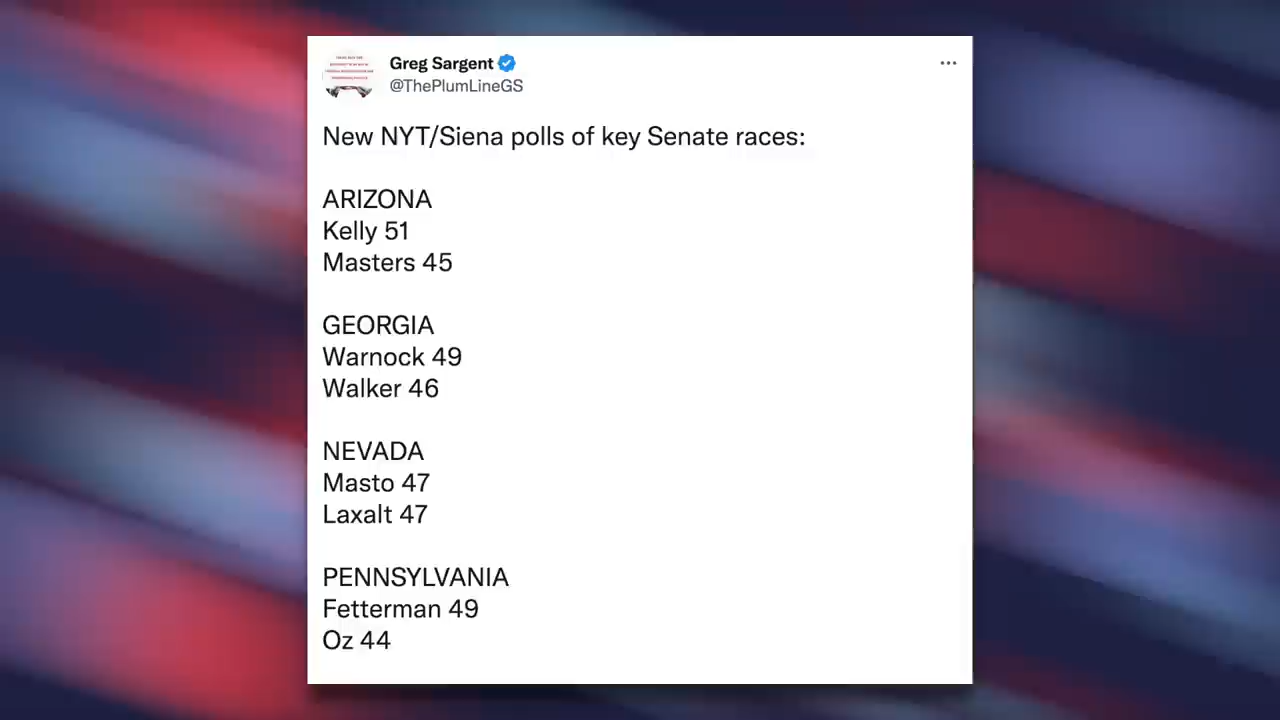 Greg Sargent
@ThePlumLineGS
New NYT/Siena polls of key Senate races:
ARIZONA
Kelly 51
Masters 45
GEORGIA
Warnock 49
Walker 46
NEVADA
Masto 47
Laxalt 47
PENNSYLVANIA
Fetterman 49
Oz 44